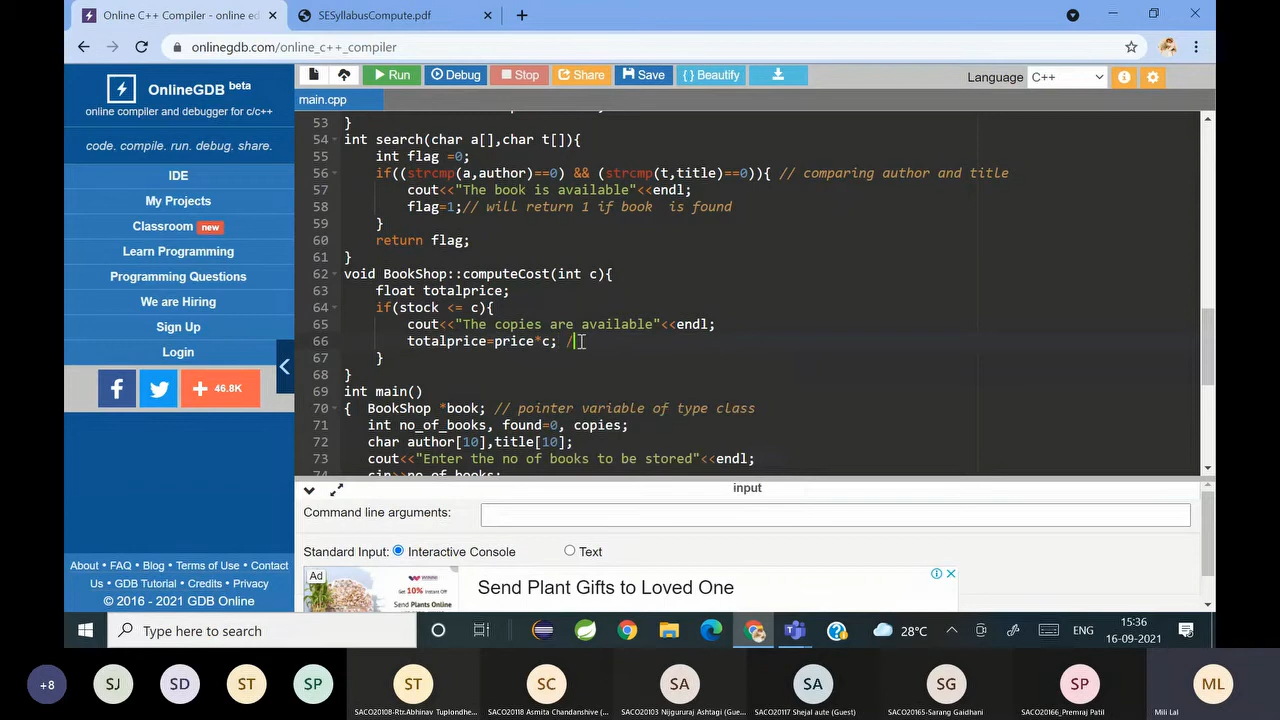 Online C++ Compiler - online ed
SESyllabusCompute.pdf
onlinegdb.com/online_c++_compiler
OnlineGDB beta
online compiler and debugger for c/c++
code. compile. run. debug. share.
IDE
My Projects
Classroom new
Learn Programming
Programming Questions
We are Hiring
Sign Up
Login
46.8K
About • FAQ • Blog • Terms of Use • Contact
Us • GDB Tutorial • Credits • Privacy
© 2016 - 2021 GDB Online
Run
Debug
Stop
Share
Save
{ } Beautify
Language C++
main.cpp
53 }
54 int search(char a[],char t[]){
55 int flag =0;
56 if((strcmp(a,author)==0) && (strcmp(t,title)==0)){ // comparing author and title
57 cout<<"The book is available"<<endl;
58 flag=1;// will return 1 if book is found
59 }
60 return flag;
61 }
62 void BookShop::computeCost(int c){
63 float totalprice;
64 if(stock <= c){
65 cout<<"The copies are available"<<endl;
66 totalprice=price*c; /
67 }
68 }
69 int main()
70 { BookShop *book; // pointer variable of type class
71 int no_of_books, found=0, copies;
72 char author[10],title[10];
73 cout<<"Enter the no of books to be stored"<<endl;
74 cin>>no_of_books;
input
Command line arguments:
Standard Input: Interactive Console Text
Ad
Send Plant Gifts to Loved One
Type here to search
28°C
ENG
15:36
16-09-2021
+8
SJ
SD
ST
SP
ST
SC
SA
SA
SG
SP
ML
SACO20108-Rtr.Abhinav Tuplondhe...
SACO20118 Asmita Chandanshive (...
SACO20103 Nijgururaj Ashtagi (Gue...
SACO20117 Shejal aute (Guest)
SACO20165-Sarang Gaidhani
SACO20166_Premraj Patil
Mili Lal